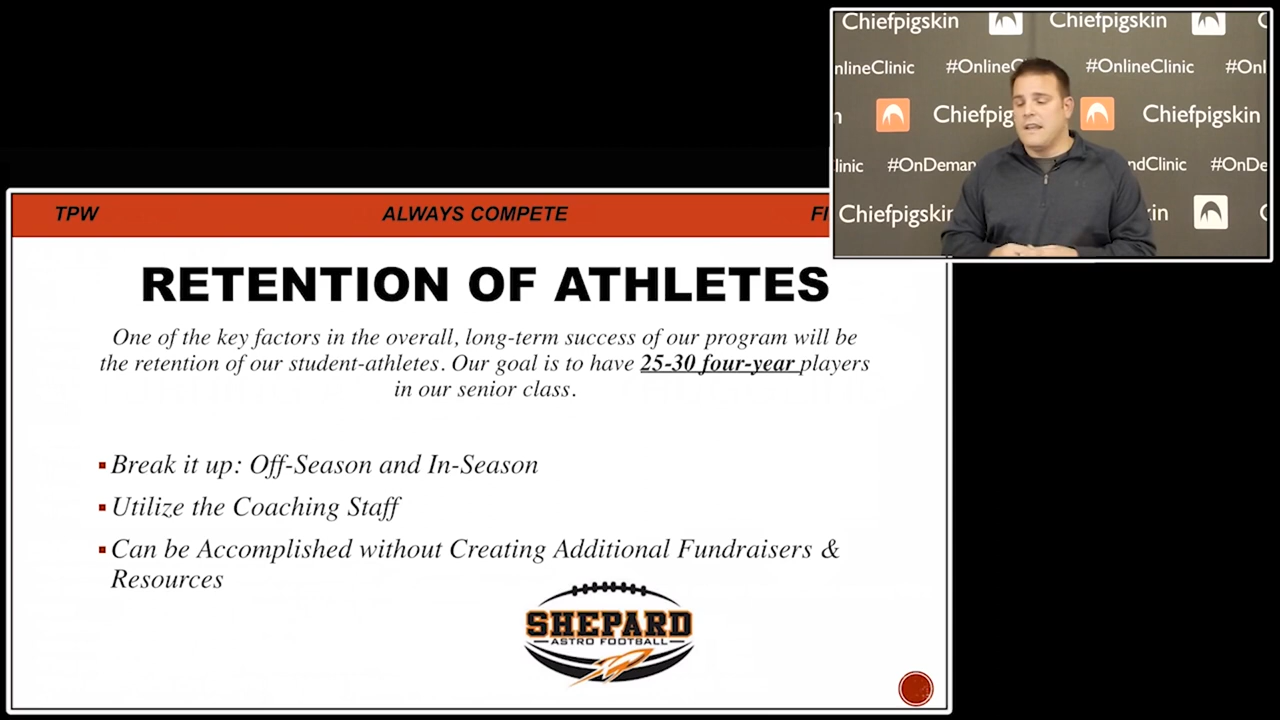 Chiefpigskin Chiefpigskin
#OnlineClinic #OnlineClinic
Chiefpigskin Chiefpigskin
#OnDeman
Chiefpigskin
TPW ALWAYS COMPETE
RETENTION OF ATHLETES
One of the key factors in the overall, long-term success of our program will be
the retention of our student-athletes. Our goal is to have 25-30 four-year players
in our senior class.
Break it up: Off-Season and In-Season
Utilize the Coaching Staff
Can be Accomplished without Creating Additional Fundraisers &
Resources
SHEPARD
ASTRO FOOTBALL